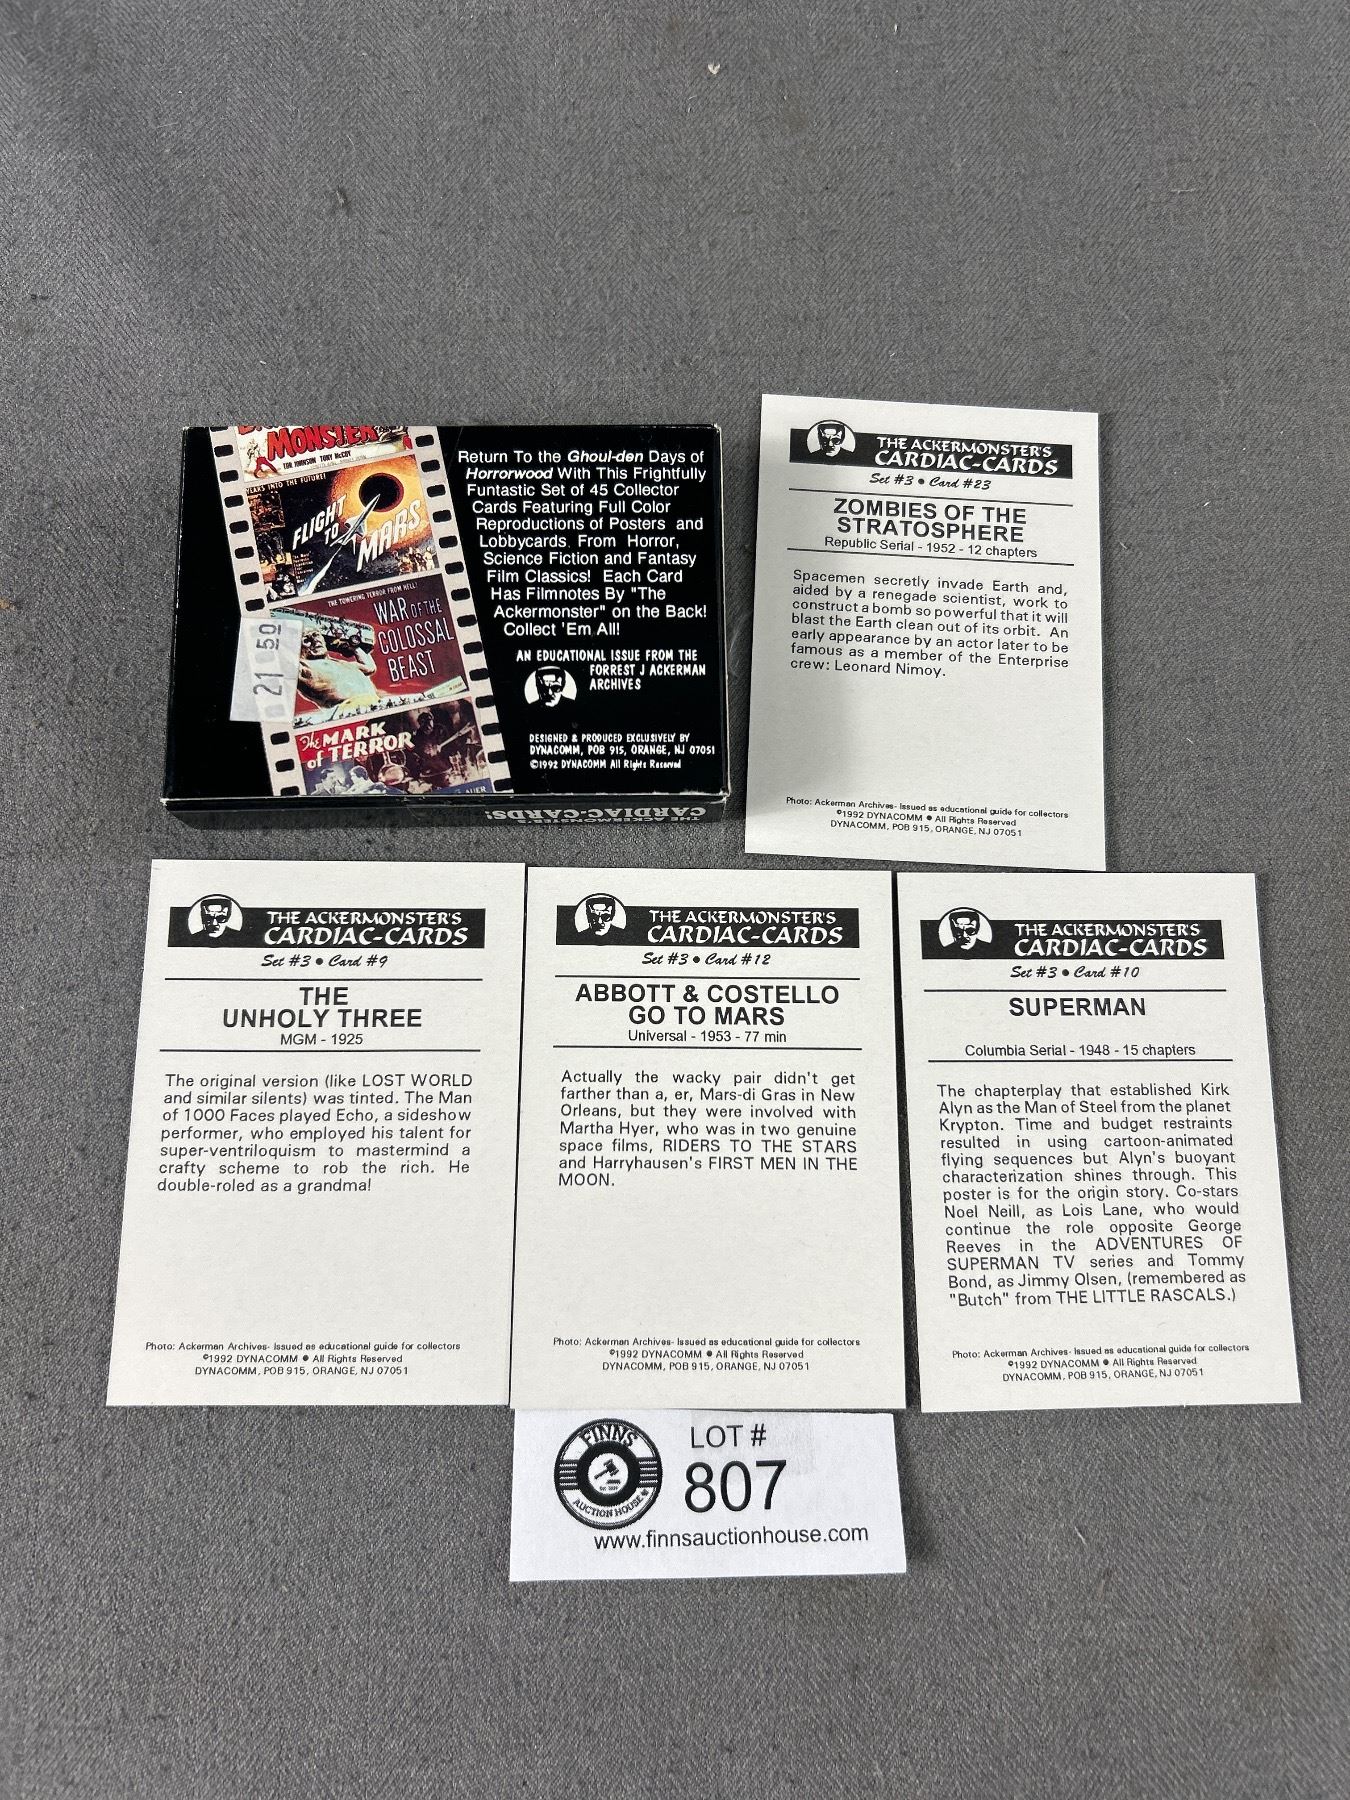 MONSTER
TOR JOHNSON TONY McCOY
YEARS INTO THE FUTURE!
FLIGHT
TO
MARS
THE TOWERING TERROR FROM HELL!
WAR OF THE
COLOSSAL
BEAST
The MARK
of TERROR
21 50
Return To the Ghoul-den Days of
Horrorwood With This Frightfully
Funtastic Set of 45 Collector
Cards Featuring Full Color
Reproductions of Posters and
Lobbycards From Horror,
Science Fiction and Fantasy
Film Classics! Each Card
Has Filmnotes By "The
Ackermonster" on the Back!
Collect 'Em All!
AN EDUCATIONAL ISSUE FROM THE
FORREST J ACKERMAN
ARCHIVES
DESIGNED & PRODUCED EXCLUSIVELY BY
DYNACOMM, POB 915, ORANGE, NJ 07051
©1992 DYNACOMM All Rights Reserved
THE ACKERMONSTER'S
CARDIAC-CARDS!
THE ACKERMONSTER'S
CARDIAC-CARDS
Set #3 • Card #23
ZOMBIES OF THE
STRATOSPHERE
Republic Serial - 1952 - 12 chapters
Spacemen secretly invade Earth and,
aided by a renegade scientist, work to
construct a bomb so powerful that it will
blast the Earth clean out of its orbit. An
early appearance by an actor later to be
famous as a member of the Enterprise
crew: Leonard Nimoy.
Photo: Ackerman Archives- Issued as educational guide for collectors
©1992 DYNACOMM • All Rights Reserved
DYNACOMM, POB 915, ORANGE, NJ 07051
THE ACKERMONSTER'S
CARDIAC-CARDS
Set #3 • Card #9
THE
UNHOLY THREE
MGM - 1925
The original version (like LOST WORLD
and similar silents) was tinted. The Man
of 1000 Faces played Echo, a sideshow
performer, who employed his talent for
super-ventriloquism to mastermind a
crafty scheme to rob the rich. He
double-roled as a grandma!
Photo: Ackerman Archives- Issued as educational guide for collectors
©1992 DYNACOMM • All Rights Reserved
DYNACOMM, POB 915, ORANGE, NJ 07051
THE ACKERMONSTER'S
CARDIAC-CARDS
Set #3 • Card #12
ABBOTT & COSTELLO
GO TO MARS
Universal - 1953 - 77 min
Actually the wacky pair didn't get
farther than a, er, Mars-di Gras in New
Orleans, but they were involved with
Martha Hyer, who was in two genuine
space films, RIDERS TO THE STARS
and Harryhausen's FIRST MEN IN THE
MOON.
Photo: Ackerman Archives- Issued as educational guide for collectors
©1992 DYNACOMM • All Rights Reserved
DYNACOMM, POB 915, ORANGE, NJ 07051
THE ACKERMONSTER'S
CARDIAC-CARDS
Set #3 • Card #10
SUPERMAN
Columbia Serial - 1948 - 15 chapters
The chapterplay that established Kirk
Alyn as the Man of Steel from the planet
Krypton. Time and budget restraints
resulted in using cartoon-animated
flying sequences but Alyn's buoyant
characterization shines through. This
poster is for the origin story. Co-stars
Noel Neill, as Lois Lane, who would
continue the role opposite George
Reeves in the ADVENTURES OF
SUPERMAN TV series and Tommy
Bond, as Jimmy Olsen, (remembered as
"Butch" from THE LITTLE RASCALS.)
Photo: Ackerman Archives- Issued as educational guide for collectors
©1992 DYNACOMM • All Rights Reserved
DYNACOMM, POB 915, ORANGE, NJ 07051
FINNS
AUCTION HOUSE
LOT #
807
www.finnsauctionhouse.com